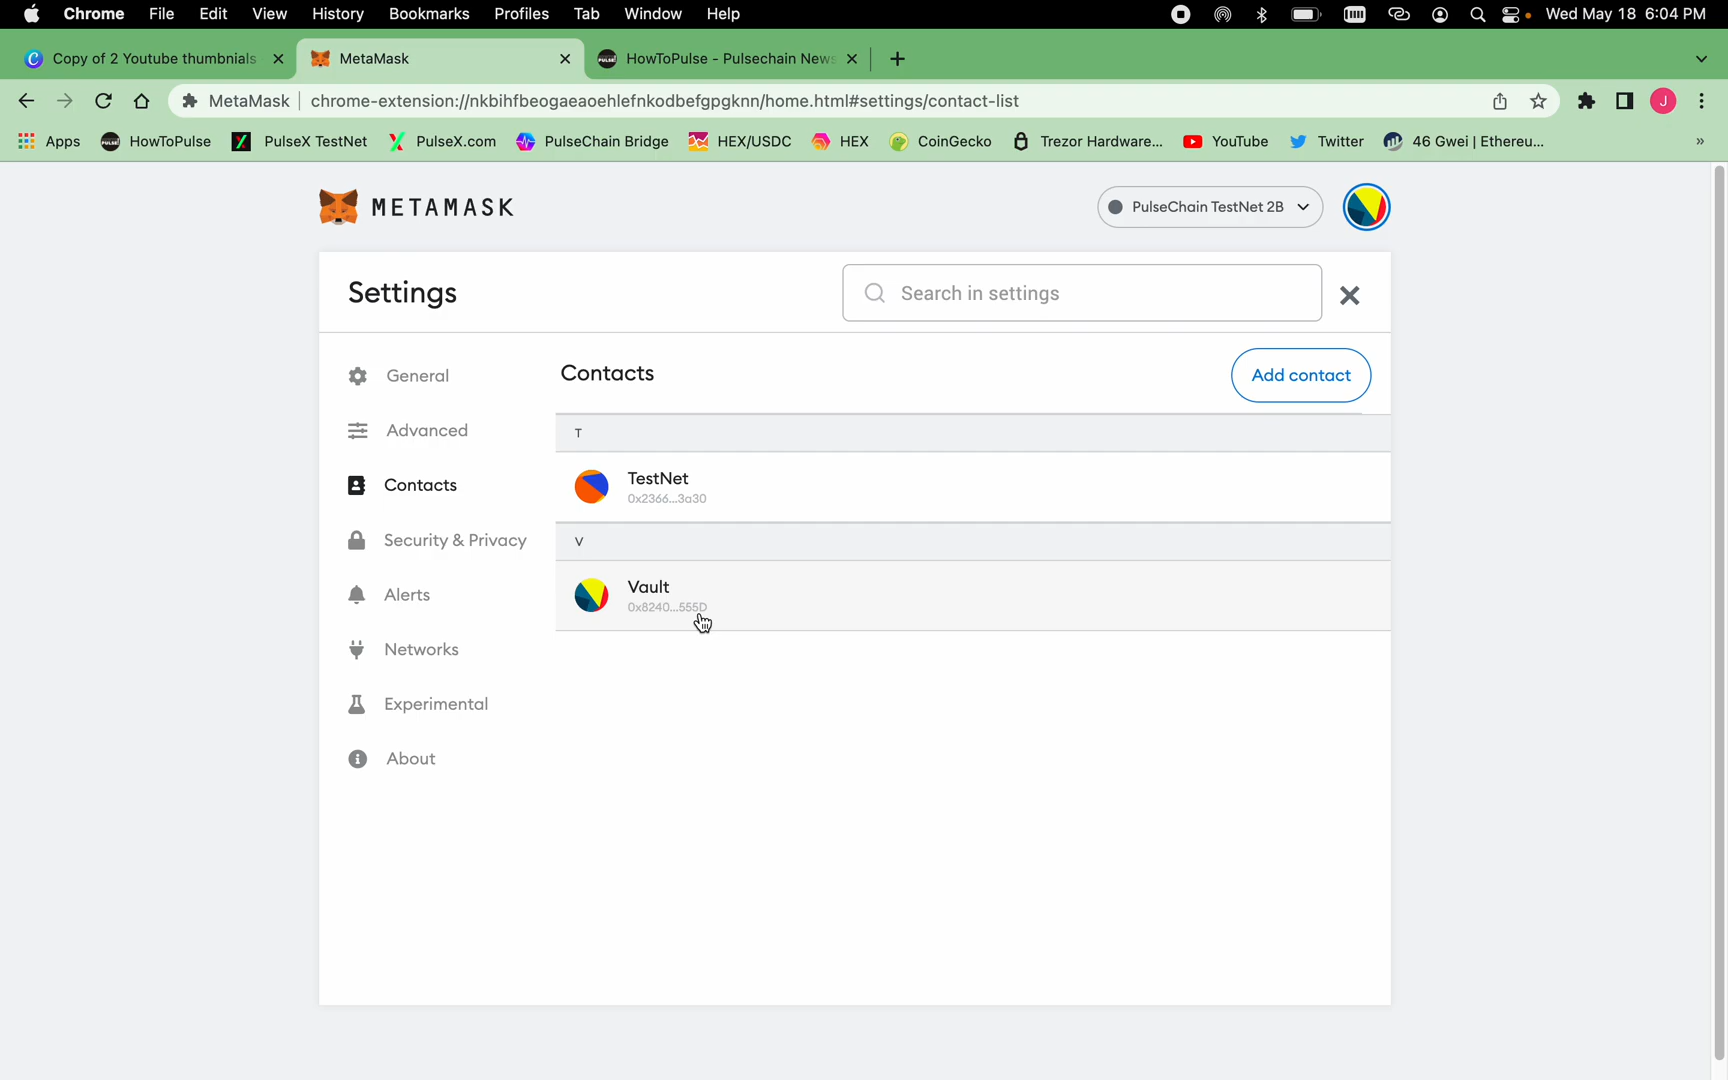 Chrome File Edit View History Bookmarks Profiles Tab Window Help Wed May 18 6:04 PM
Copy of 2 Youtube thumbnials MetaMask HowToPulse - Pulsechain News
MetaMask chrome-extension://nkbihfbeogaeaoehlefnkodbefgpgknn/home.html#settings/contact-list J
Apps HowToPulse PulseX TestNet PulseX.com PulseChain Bridge HEX/USDC HEX CoinGecko Trezor Hardware... YouTube Twitter 46 Gwei | Ethereu... »
METAMASK PulseChain TestNet 2B
Settings Search in settings
General
Advanced
Contacts
Security & Privacy
Alerts
Networks
Experimental
About
Contacts Add contact
T
TestNet
0x2366...3a30
V
Vault
0x8240...555D